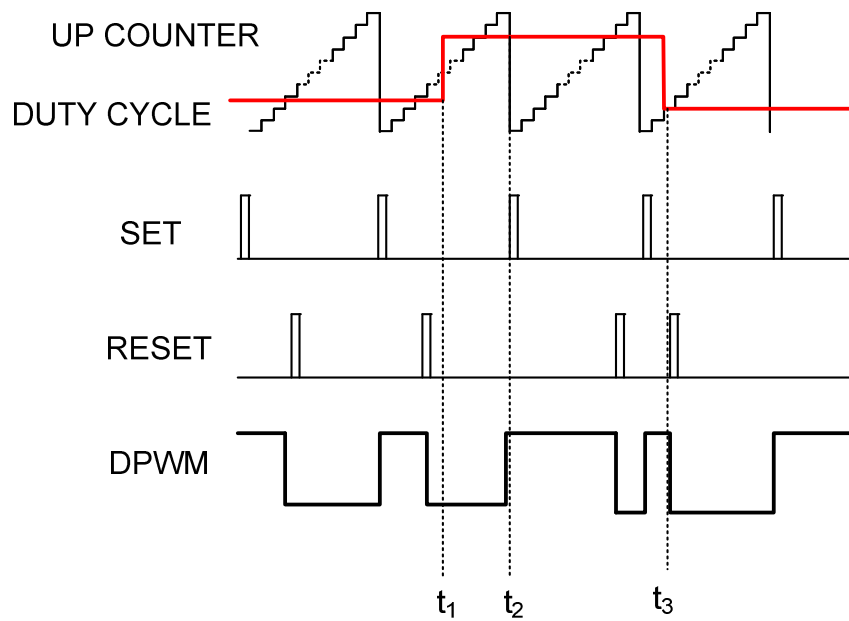 UP COUNTER
DUTY CYCLE
SET
RESET
DPWM
t1 t2 t3